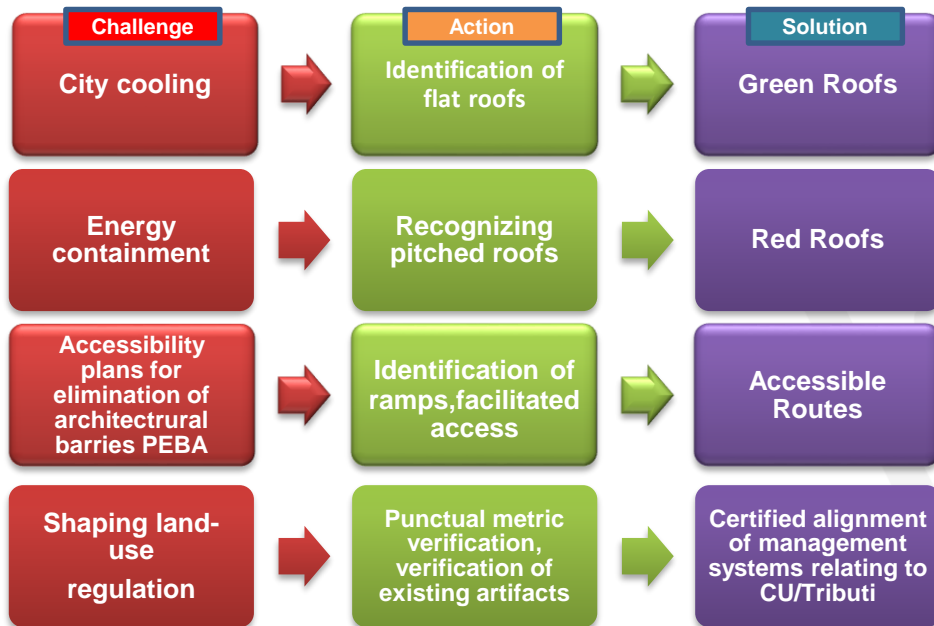 Challenge
Action
Solution
City cooling
Identification of
flat roofs
Green Roofs
Energy
containment
Recognizing
pitched roofs
Red Roofs
Accessibility
plans for
elimination of
architectrural
barries PEBA
Identification of
ramps,facilitated
access
Accessible
Routes
Shaping land-
use
regulation
Punctual metric
verification,
verification of
existing artifacts
Certified alignment
of management
systems relating to
CU/Tributi